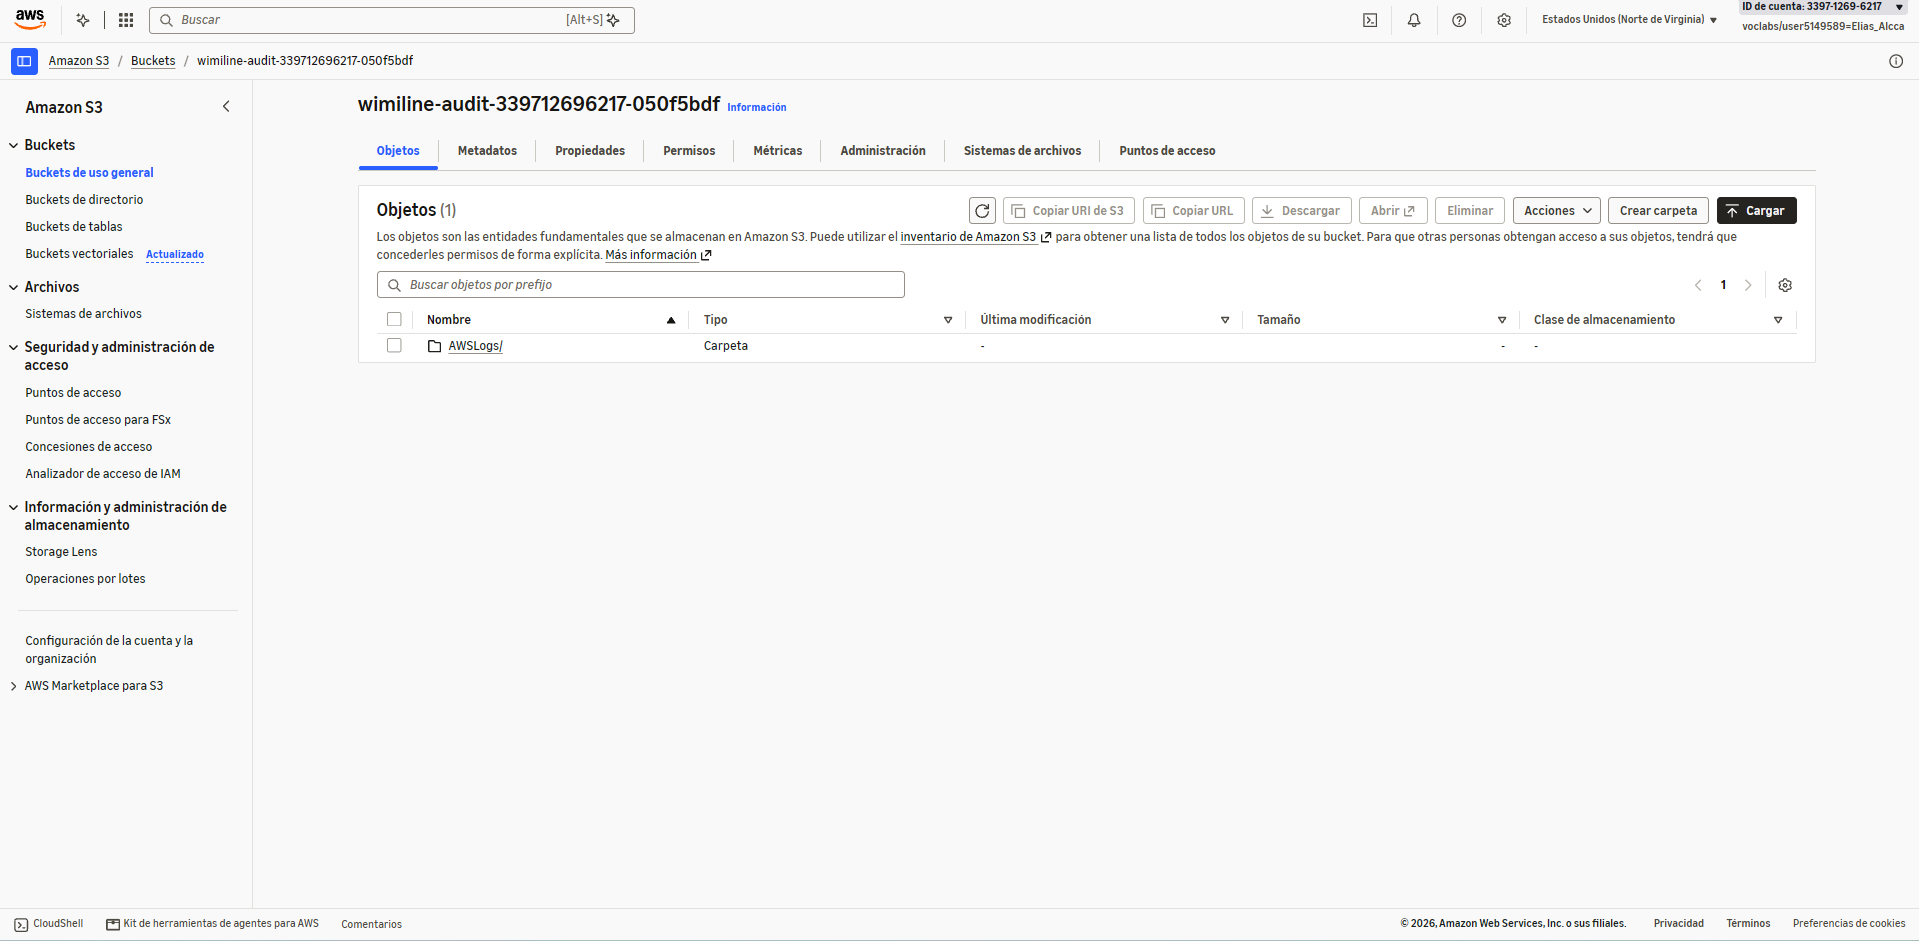 aws
Buscar
[Alt+S]
Estados Unidos (Norte de Virginia)
ID de cuenta: 3397-1269-6217
voclabs/user5149589=Elias_Alcca
Amazon S3 / Buckets / wimiline-audit-339712696217-050f5bdf
Amazon S3
Buckets
Buckets de uso general
Buckets de directorio
Buckets de tablas
Buckets vectoriales Actualizado
Archivos
Sistemas de archivos
Seguridad y administración de
acceso
Puntos de acceso
Puntos de acceso para FSx
Concesiones de acceso
Analizador de acceso de IAM
Información y administración de
almacenamiento
Storage Lens
Operaciones por lotes
Configuración de la cuenta y la
organización
AWS Marketplace para S3
wimiline-audit-339712696217-050f5bdf Información
Objetos Metadatos Propiedades Permisos Métricas Administración Sistemas de archivos Puntos de acceso
Objetos (1)
Copiar URI de S3 Copiar URL Descargar Abrir Eliminar Acciones Crear carpeta Cargar
Los objetos son las entidades fundamentales que se almacenan en Amazon S3. Puede utilizar el inventario de Amazon S3 para obtener una lista de todos los objetos de su bucket. Para que otras personas obtengan acceso a sus objetos, tendrá que
concederles permisos de forma explícita. Más información
Buscar objetos por prefijo
1
Nombre Tipo Última modificación Tamaño Clase de almacenamiento
AWSLogs/ Carpeta - - -
CloudShell Kit de herramientas de agentes para AWS Comentarios
© 2026, Amazon Web Services, Inc. o sus filiales. Privacidad Términos Preferencias de cookies